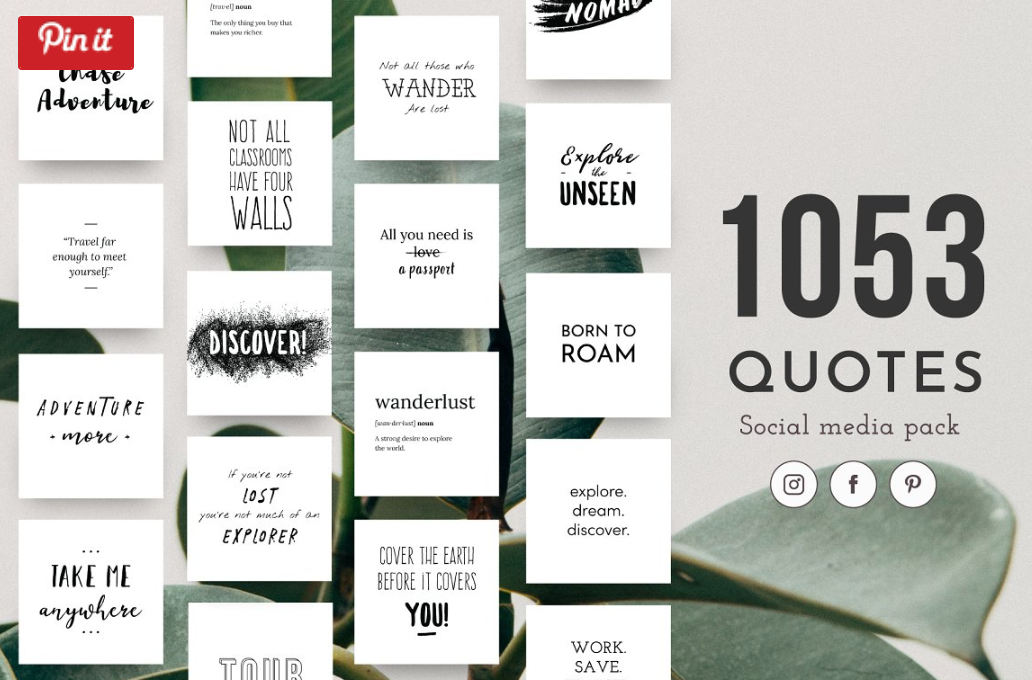 Pin it
Chase
Adventure
“Travel far
enough to meet
yourself.”
ADVENTURE
more
TAKE ME
anywhere
[travel] noun
The only thing you buy that
makes you richer.
NOT ALL
CLASSROOMS
HAVE FOUR
WALLS
DISCOVER!
If you're not
LOST
you're not much of an
EXPLORER
TOUR
Not all those who
WANDER
Are lost
All you need is
love
a passport
wanderlust
[wan·der·lust] noun
A strong desire to explore
the world.
COVER THE EARTH
BEFORE IT COVERS
YOU!
NOMAD
Explore
- the -
UNSEEN
BORN TO
ROAM
explore.
dream.
discover.
WORK.
SAVE.
1053
QUOTES
Social media pack